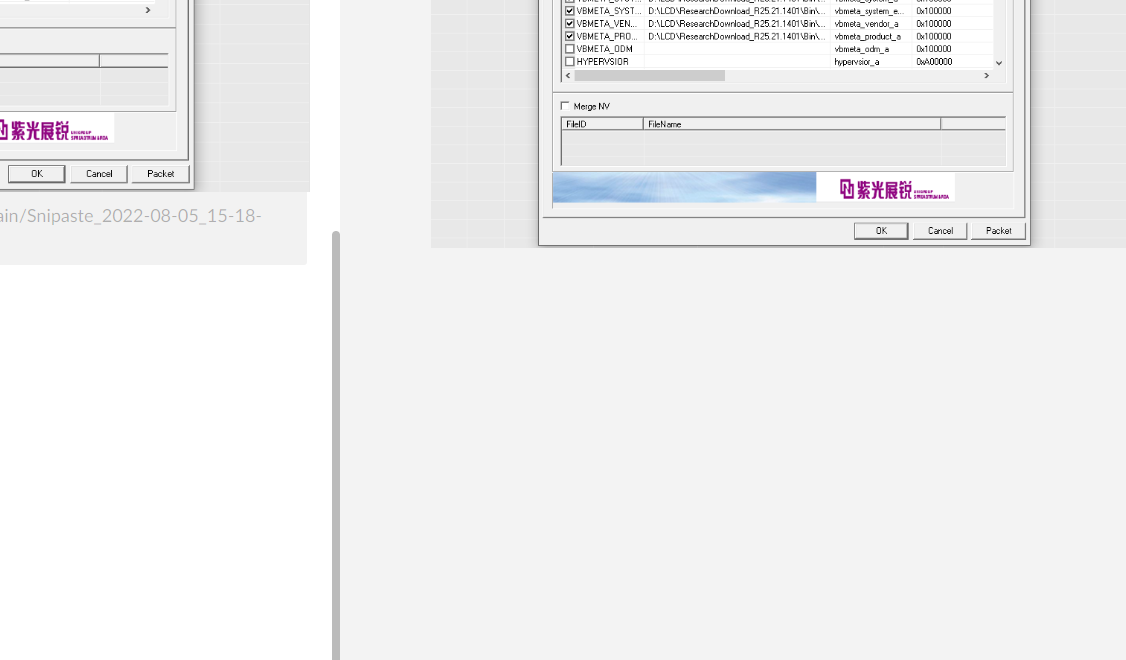 VBMETA_SYST... D:\LCD\ResearchDownload_R25.21.1401\Bin\... vbmeta_system_e... 0x100000
VBMETA_VEN... D:\LCD\ResearchDownload_R25.21.1401\Bin\... vbmeta_vendor_a 0x100000
VBMETA_PRO... D:\LCD\ResearchDownload_R25.21.1401\Bin\... vbmeta_product_a 0x100000
VBMETA_ODM vbmeta_odm_a 0x100000
HYPERVSIOR hypervsior_a 0xA00000
Merge NV
FileID FileName
紫光展锐
OK Cancel Packet
紫光展锐
OK Cancel Packet
ain/Snipaste_2022-08-05_15-18-